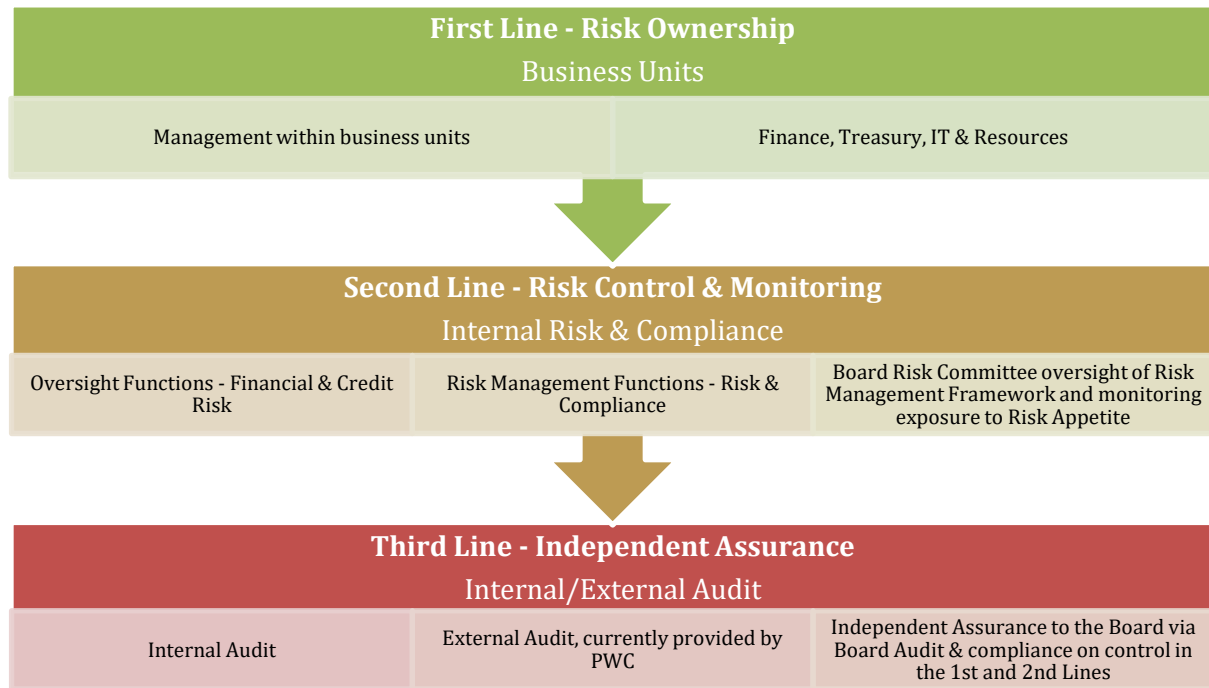 First Line - Risk Ownership
Business Units
Management within business units
Finance, Treasury, IT & Resources
Second Line - Risk Control & Monitoring
Internal Risk & Compliance
Oversight Functions - Financial & Credit
Risk
Risk Management Functions - Risk &
Compliance
Board Risk Committee oversight of Risk
Management Framework and monitoring
exposure to Risk Appetite
Third Line - Independent Assurance
Internal/External Audit
Internal Audit
External Audit, currently provided by
PWC
Independent Assurance to the Board via
Board Audit & compliance on control in
the 1st and 2nd Lines